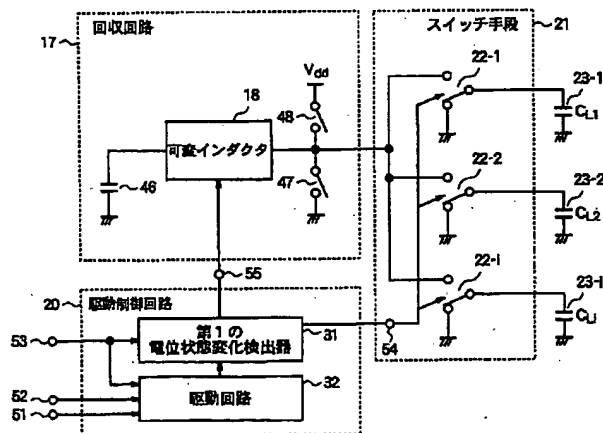 回収回路
17
18
可変インダクタ
46
Vdd
48
47
スイッチ手段
21
22-1
23-1
CL1
22-2
23-2
CL2
22-i
23-i
CLi
55
54
20
駆動制御回路
53
第1の
電位状態変化検出器
31
駆動回路
32
52
51